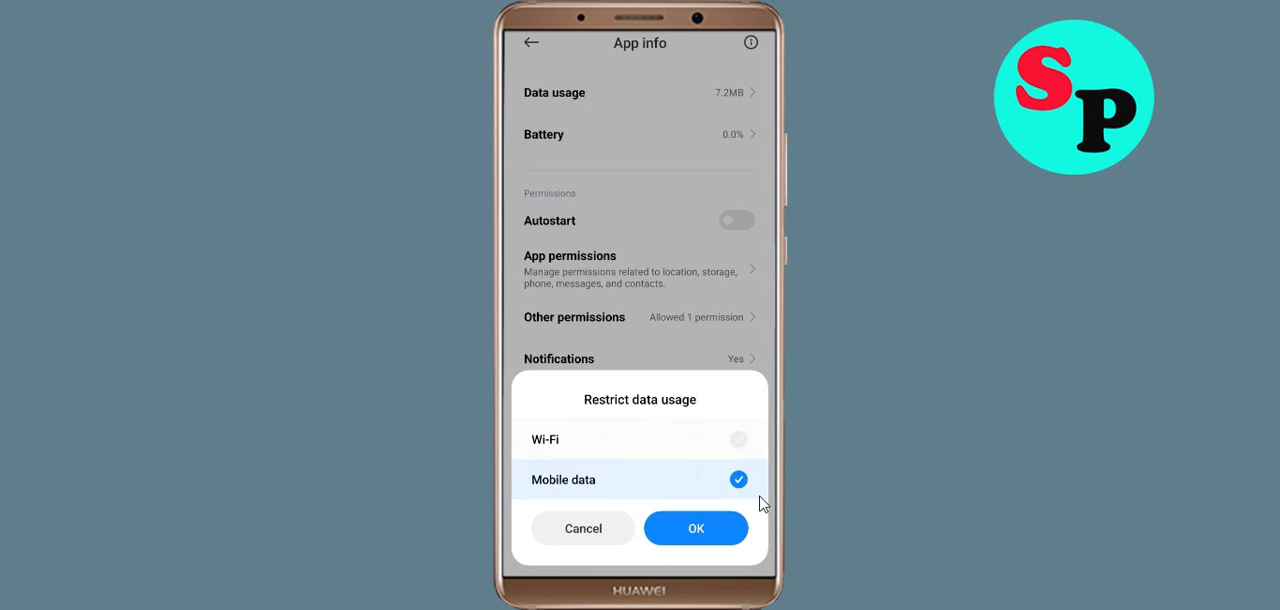 App info
Data usage 7.2MB
Battery 0.0%
Permissions
Autostart
App permissions
Manage permissions related to location, storage,
phone, messages, and contacts.
Other permissions Allowed 1 permission
Notifications Yes
Restrict data usage
Wi-Fi
Mobile data
Cancel OK
HUAWEI
SP